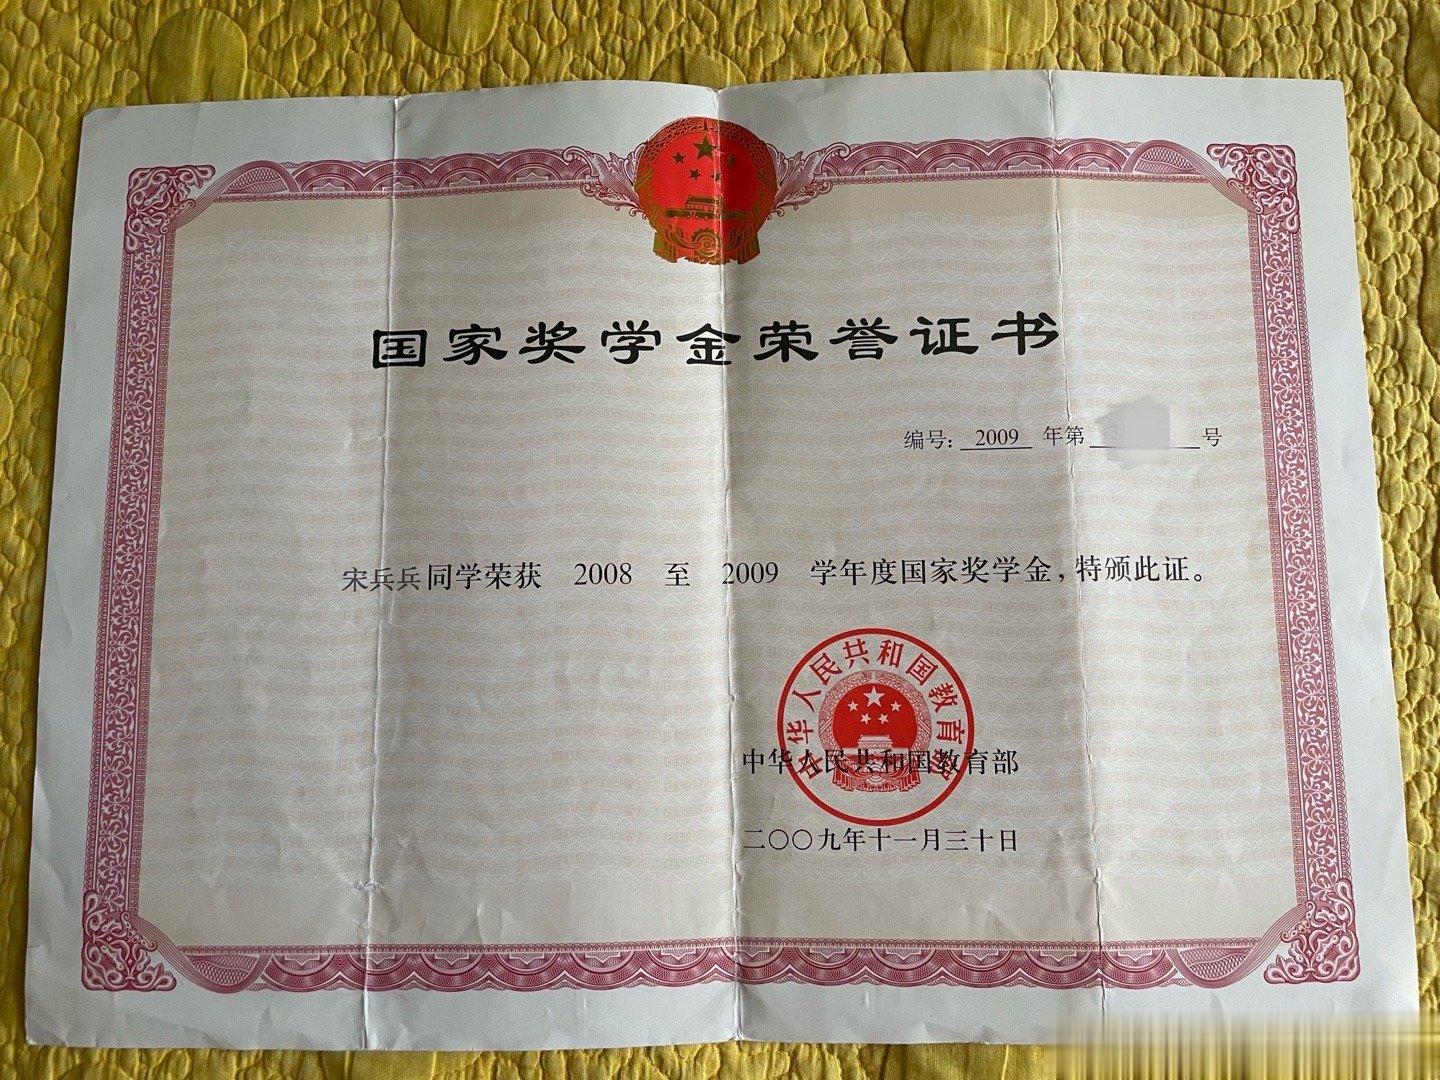 国家奖学金荣誉证书
编号: 2009 年第 号
宋兵兵同学荣获 2008 至 2009 学年度国家奖学金，特颁此证。
中华人民共和国教育部
中华人民共和国教育部
二〇〇九年十一月三十日